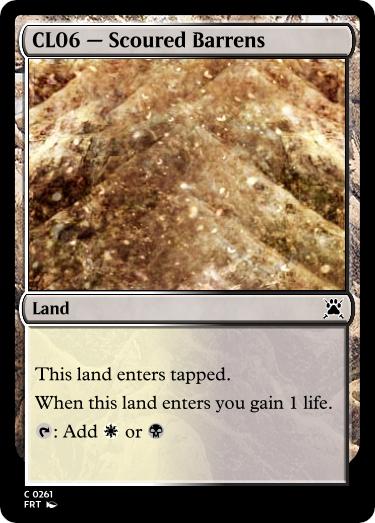 CL06 — Scoured Barrens
Land
This land enters tapped.
When this land enters you gain 1 life.
: Add or
C 0261
FRT